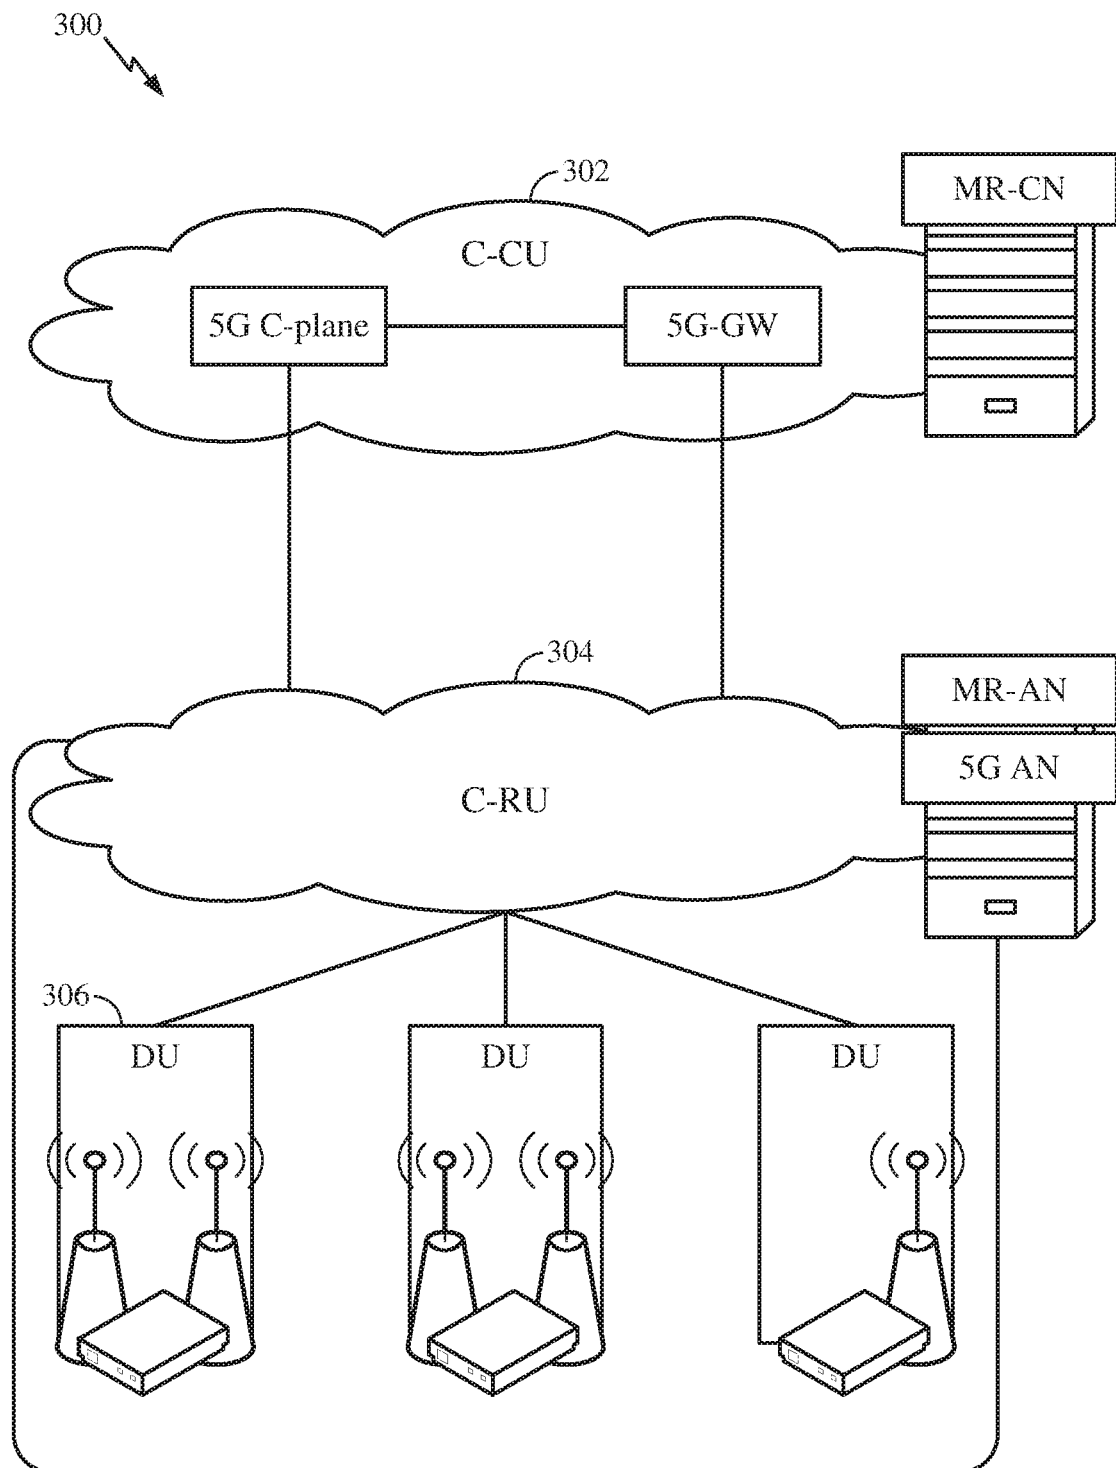 300
302
MR-CN
C-CU
5G C-plane
5G-GW
304
MR-AN
5G AN
C-RU
306
DU
DU
DU